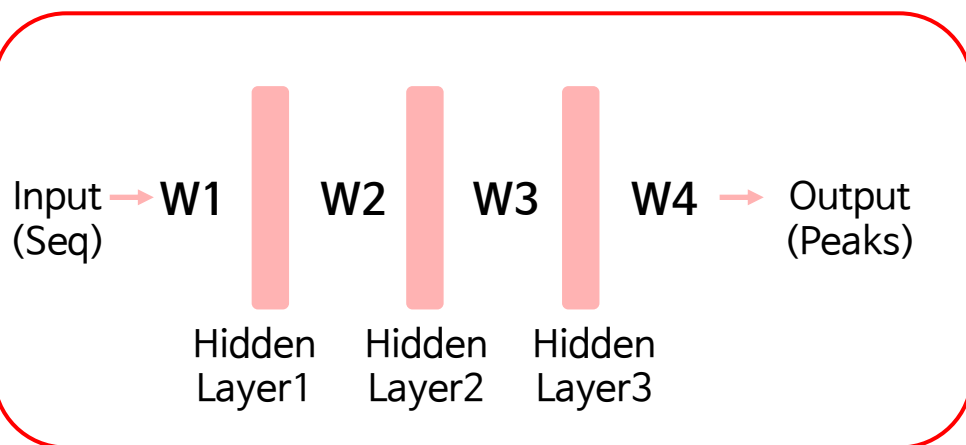 Input
(Seq)
W1
W2
W3
W4
Output
(Peaks)
Hidden
Layer1
Hidden
Layer2
Hidden
Layer3